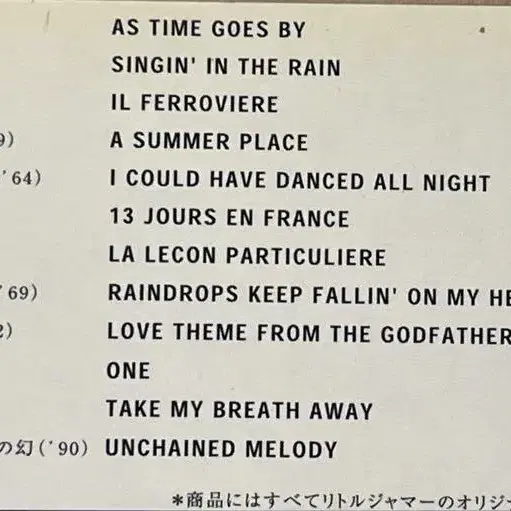 AS TIME GOES BY
SINGIN' IN THE RAIN
IL FERROVIERE
9) A SUMMER PLACE
'64) I COULD HAVE DANCED ALL NIGHT
13 JOURS EN FRANCE
LA LECON PARTICULIERE
'69) RAINDROPS KEEP FALLIN' ON MY HE
2) LOVE THEME FROM THE GODFATHER
ONE
TAKE MY BREATH AWAY
の幻('90) UNCHAINED MELODY
*商品にはすべてリトルジャマーのオリジ